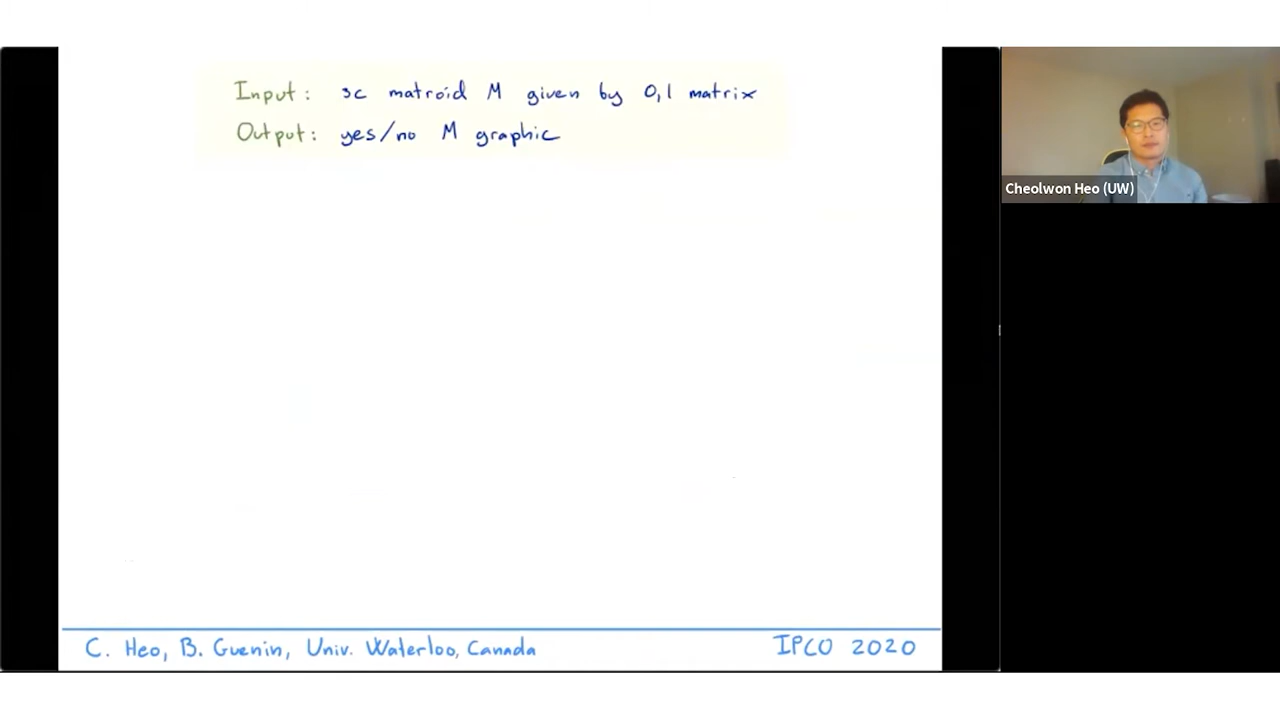 Input: 3c matroid M given by 0,1 matrix
Output: yes/no M graphic
Cheolwon Heo (UW)
C. Heo, B. Guenin, Univ. Waterloo, Canada IPCO 2020